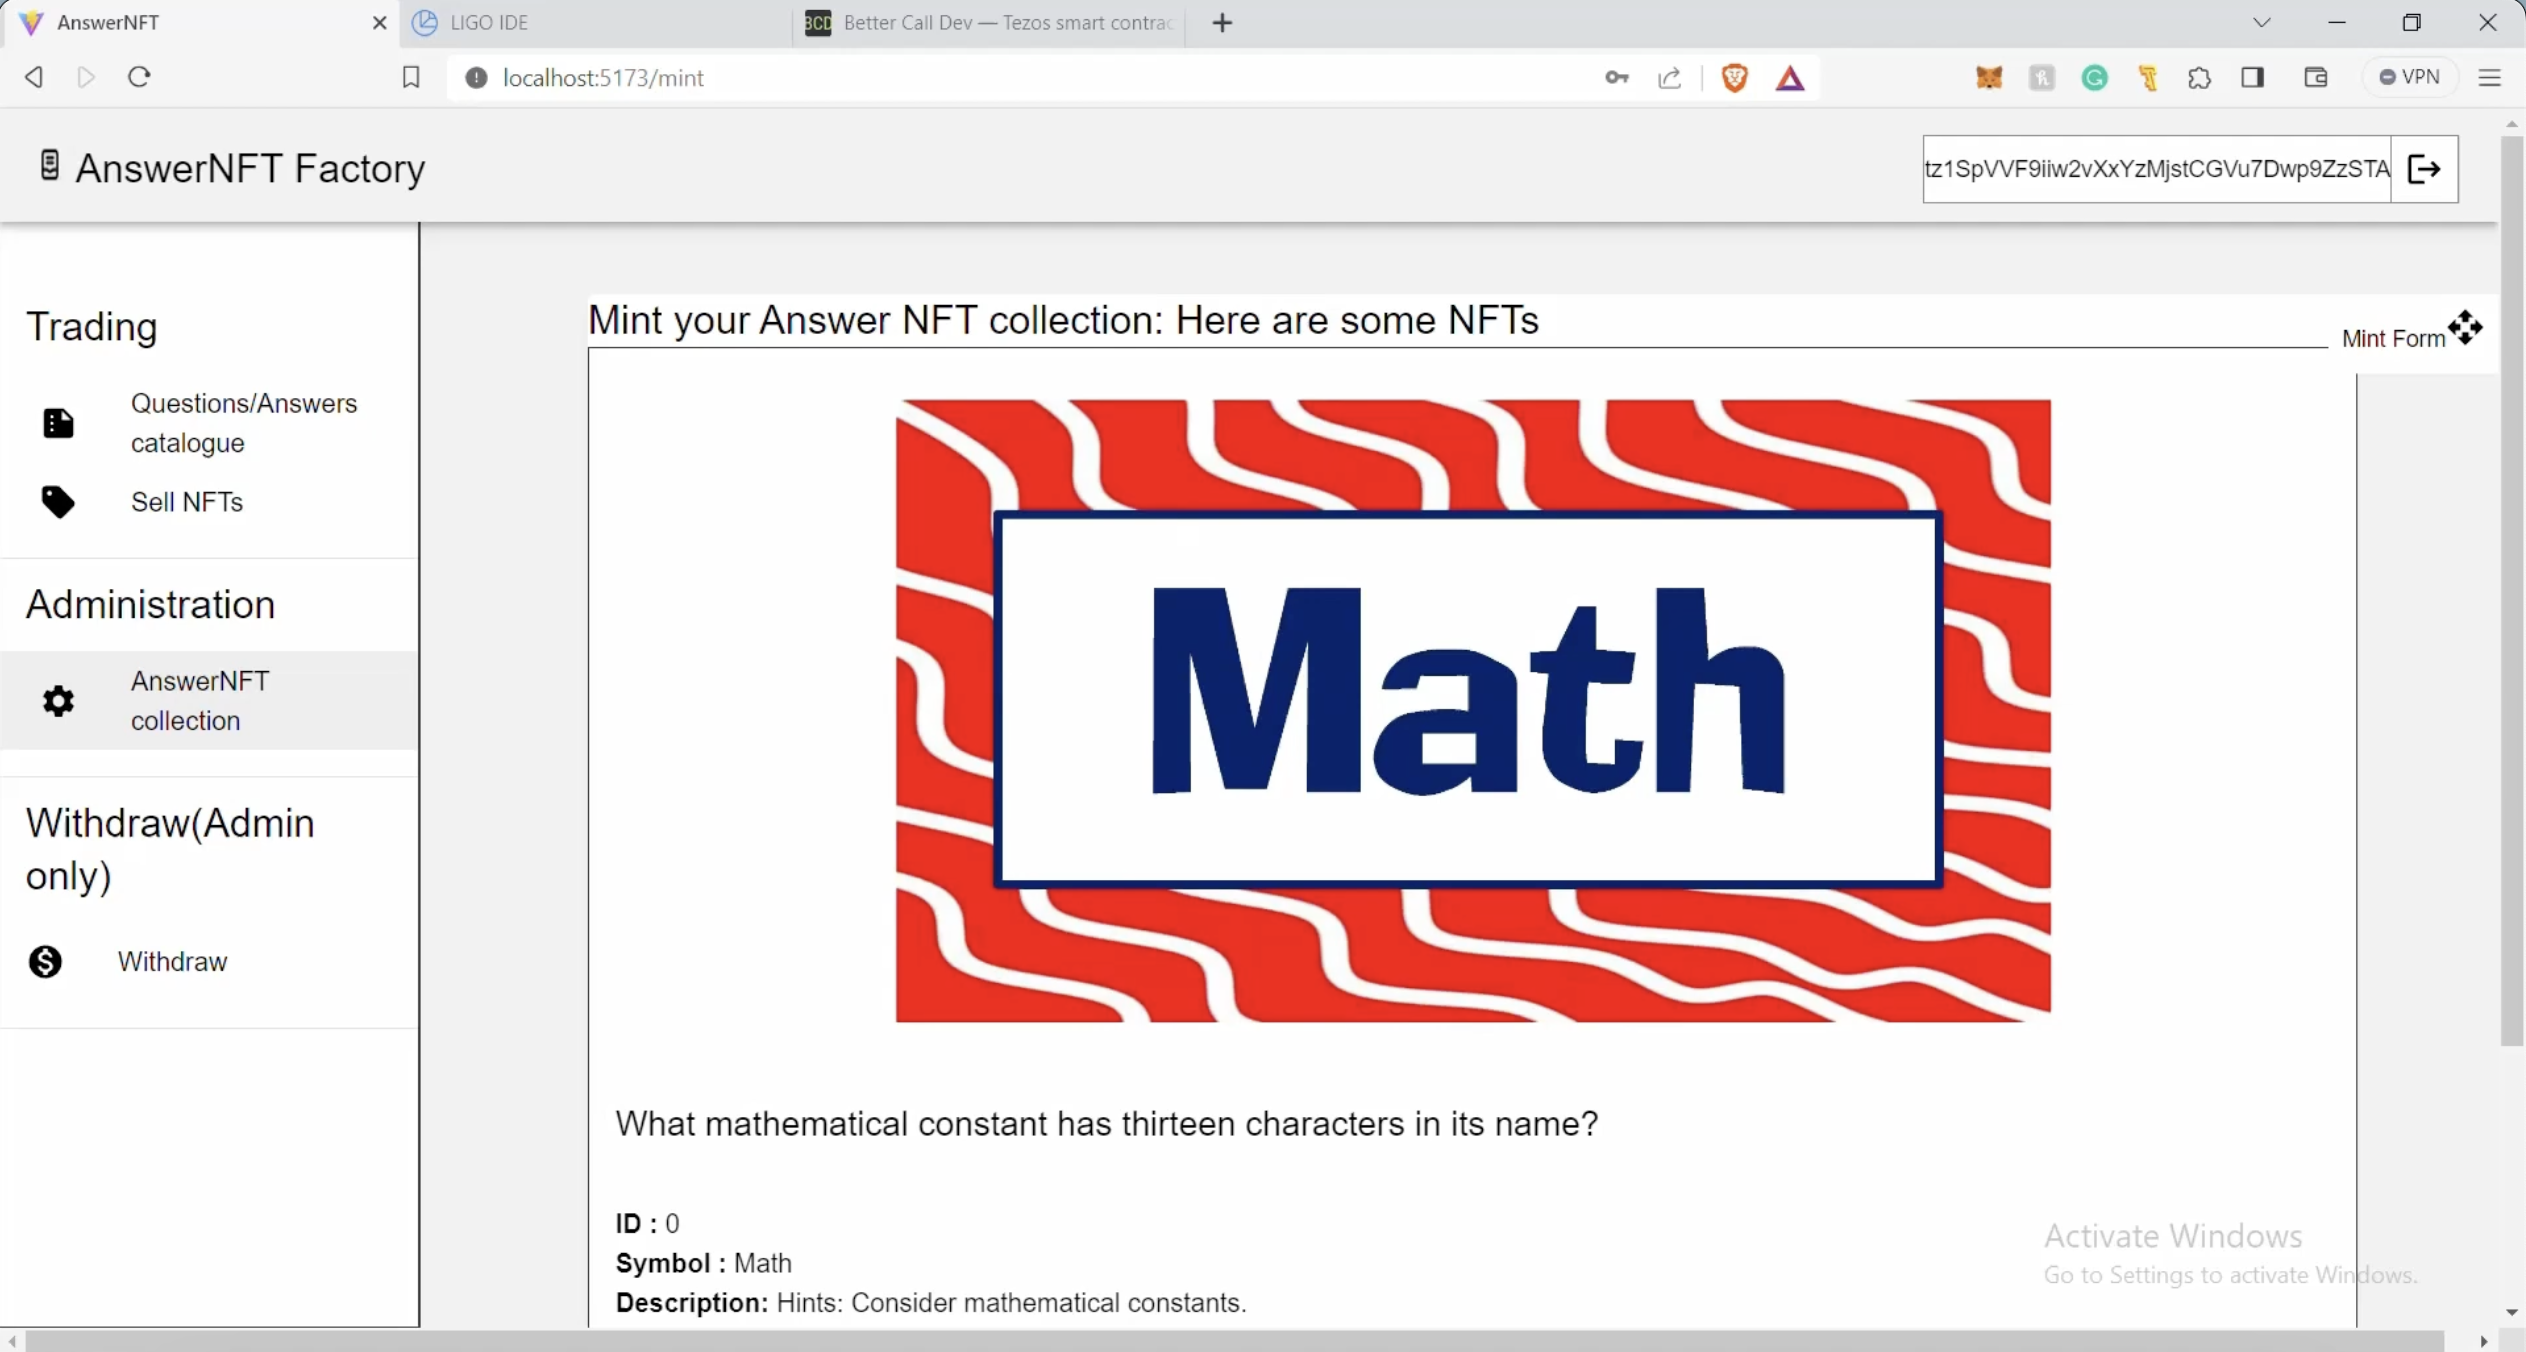 AnswerNFT
LIGO IDE
BCD Better Call Dev — Tezos smart contrac
localhost:5173/mint
VPN
AnswerNFT Factory
tz1SpVVF9iiw2vXxYzMjstCGVu7Dwp9ZzSTA
Trading
Questions/Answers
catalogue
Sell NFTs
Administration
AnswerNFT
collection
Withdraw(Admin
only)
Withdraw
Mint your Answer NFT collection: Here are some NFTs
Mint Form
Math
What mathematical constant has thirteen characters in its name?
ID : 0
Symbol : Math
Description: Hints: Consider mathematical constants.
Activate Windows
Go to Settings to activate Windows.